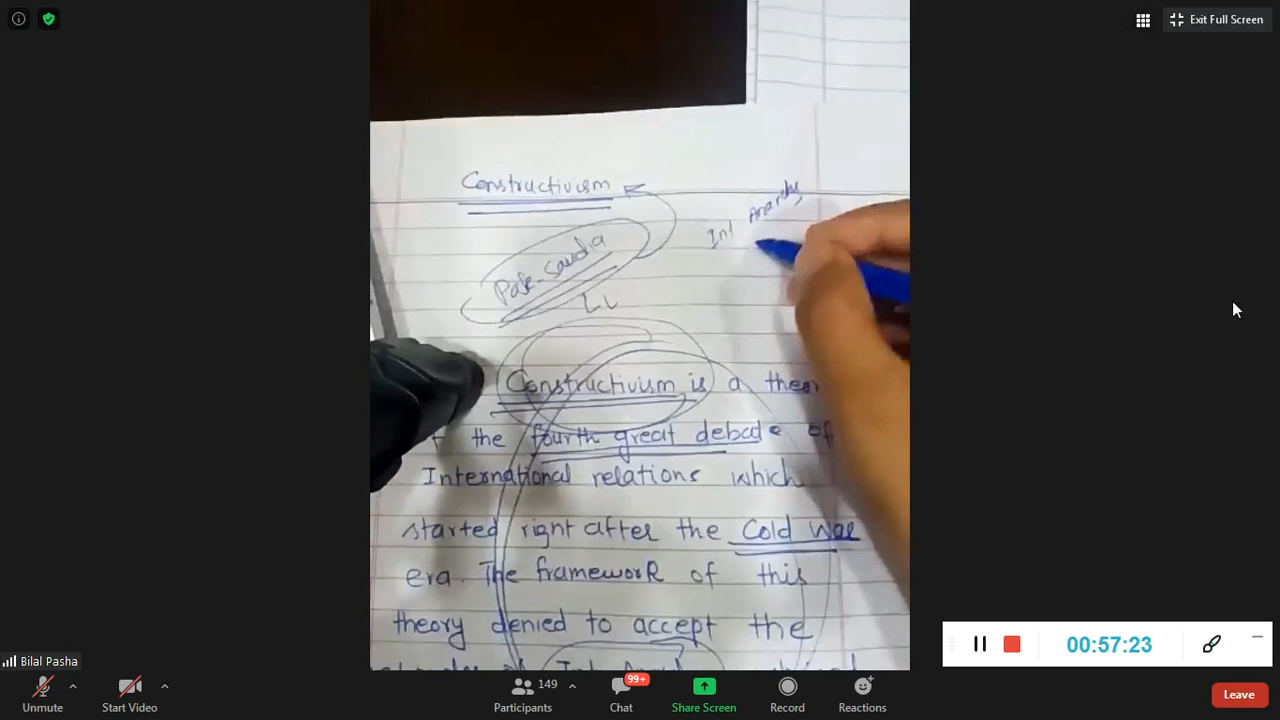 Exit Full Screen
Constructivism
Int Anarchy
Pak-Saudia
Constructivism is a theor
the fourth great debate of
International relations which
started right after the Cold War
era. The framework of this
theory denied to accept the
00:57:23
Bilal Pasha
149
99+
Unmute
Start Video
Participants
Chat
Share Screen
Record
Reactions
Leave